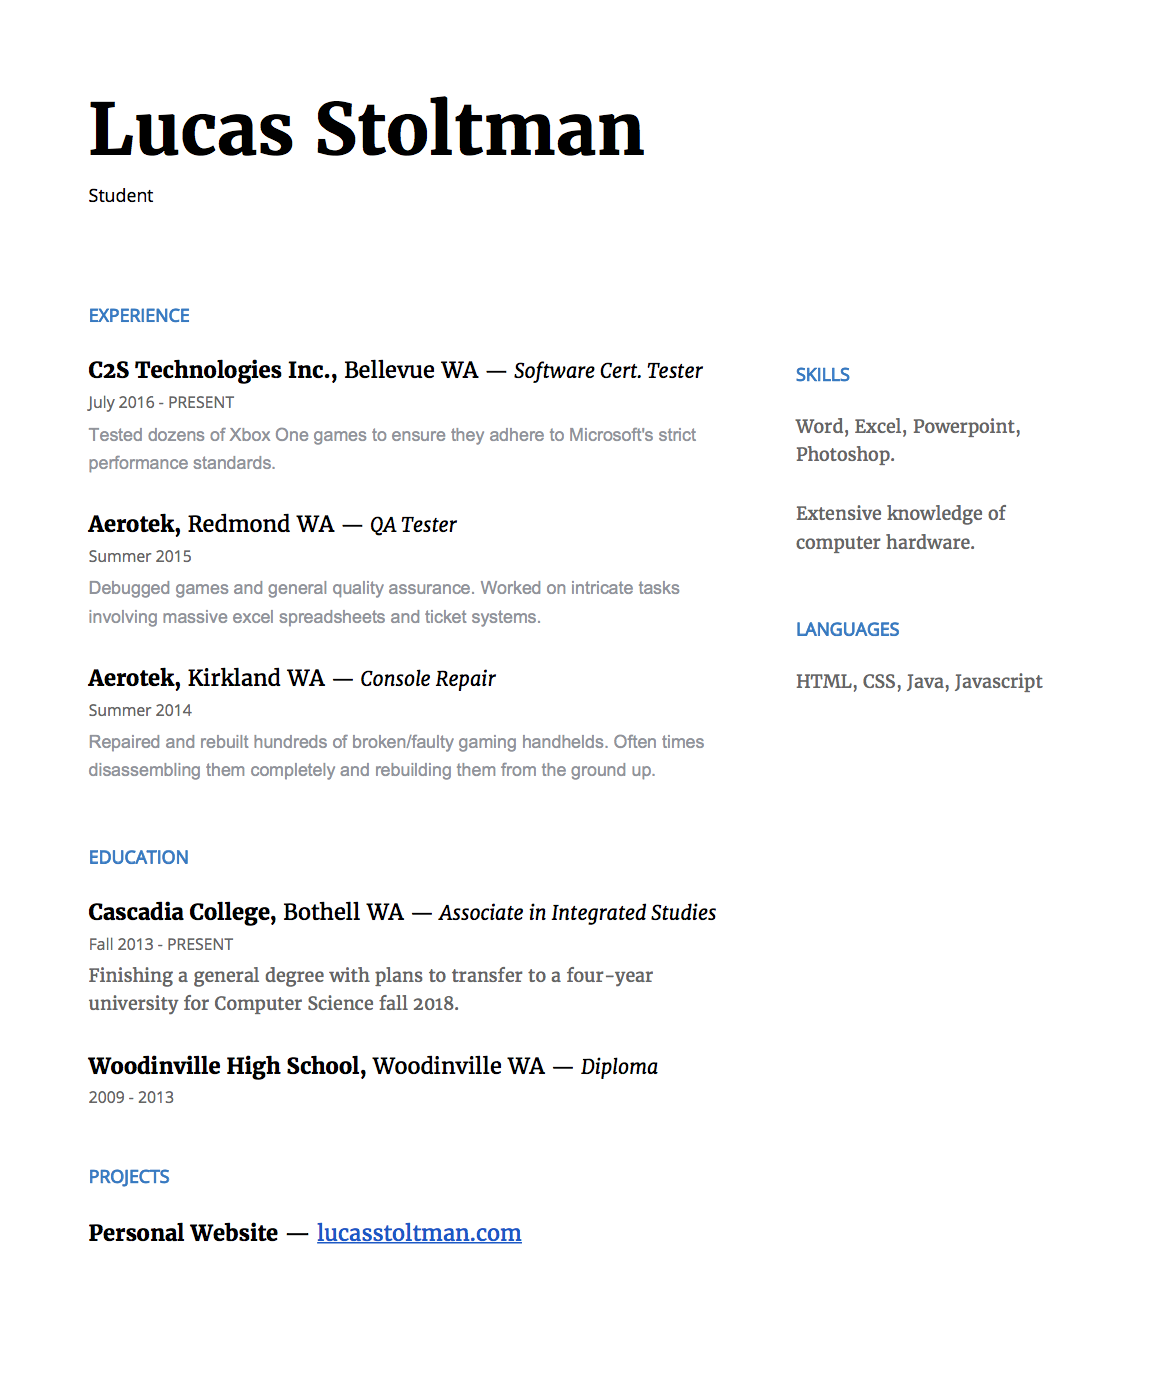 Lucas Stoltman
Student
EXPERIENCE
C2S Technologies Inc., Bellevue WA — Software Cert. Tester
July 2016 - PRESENT
Tested dozens of Xbox One games to ensure they adhere to Microsoft's strict
performance standards.
Aerotek, Redmond WA — QA Tester
Summer 2015
Debugged games and general quality assurance. Worked on intricate tasks
involving massive excel spreadsheets and ticket systems.
Aerotek, Kirkland WA — Console Repair
Summer 2014
Repaired and rebuilt hundreds of broken/faulty gaming handhelds. Often times
disassembling them completely and rebuilding them from the ground up.
EDUCATION
Cascadia College, Bothell WA — Associate in Integrated Studies
Fall 2013 - PRESENT
Finishing a general degree with plans to transfer to a four-year
university for Computer Science fall 2018.
Woodinville High School, Woodinville WA — Diploma
2009 - 2013
PROJECTS
Personal Website — lucasstoltman.com
SKILLS
Word, Excel, Powerpoint,
Photoshop.
Extensive knowledge of
computer hardware.
LANGUAGES
HTML, CSS, Java, Javascript